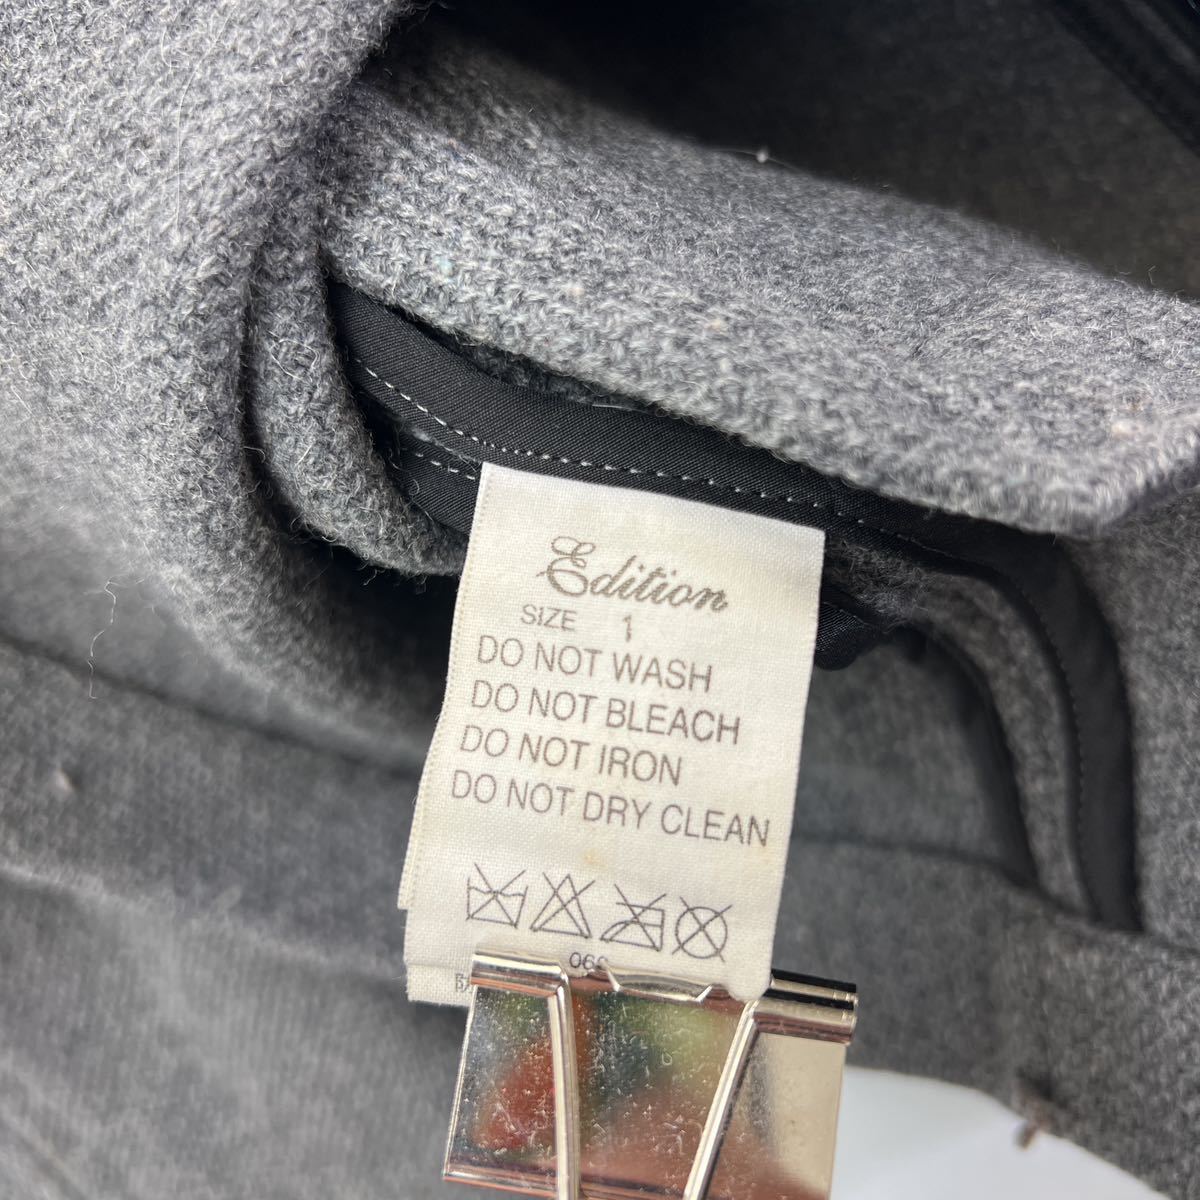 Edition
SIZE 1
DO NOT WASH
DO NOT BLEACH
DO NOT IRON
DO NOT DRY CLEAN